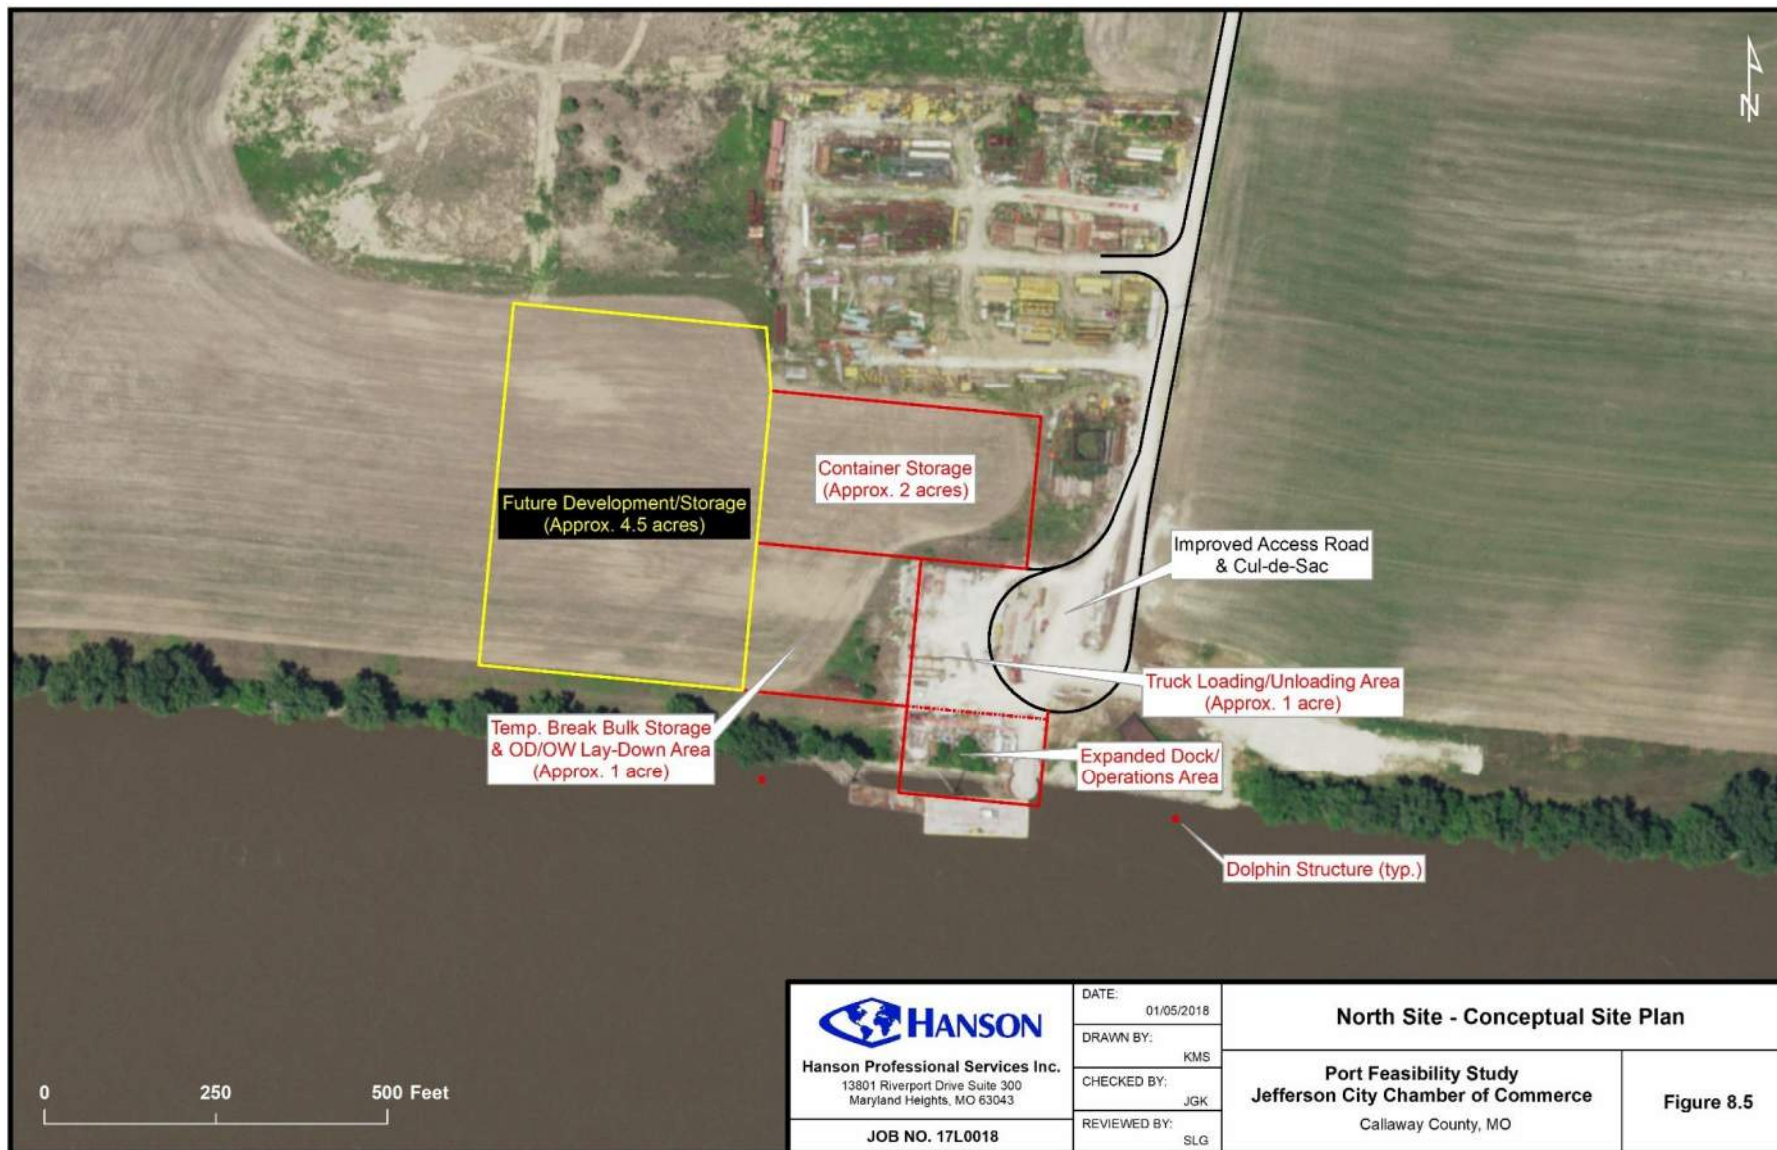 N
Container Storage
(Approx. 2 acres)
Future Development/Storage
(Approx. 4.5 acres)
Improved Access Road
& Cul-de-Sac
Truck Loading/Unloading Area
(Approx. 1 acre)
Temp. Break Bulk Storage
& OD/OW Lay-Down Area
(Approx. 1 acre)
Expanded Dock/
Operations Area
Dolphin Structure (typ.)
0 250 500 Feet
HANSON
Hanson Professional Services Inc.
13801 Riverport Drive Suite 300
Maryland Heights, MO 63043
JOB NO. 17L0018
DATE:
01/05/2018
DRAWN BY:
KMS
CHECKED BY:
JGK
REVIEWED BY:
SLG
North Site - Conceptual Site Plan
Port Feasibility Study
Jefferson City Chamber of Commerce
Callaway County, MO
Figure 8.5